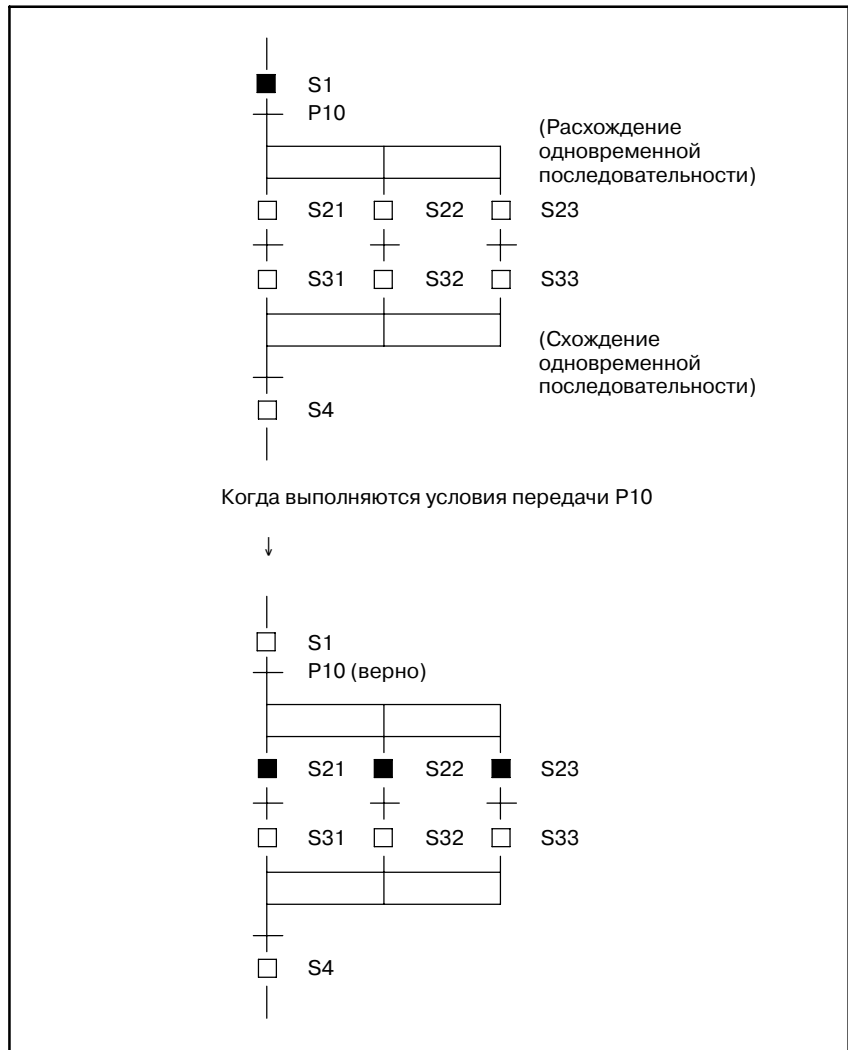 S1
P10
(Расхождение
одновременной
последовательности)
S21 S22 S23
S31 S32 S33
(Схождение
одновременной
последовательности)
S4
Когда выполняются условия передачи P10
↓
S1
P10 (верно)
S21 S22 S23
S31 S32 S33
S4